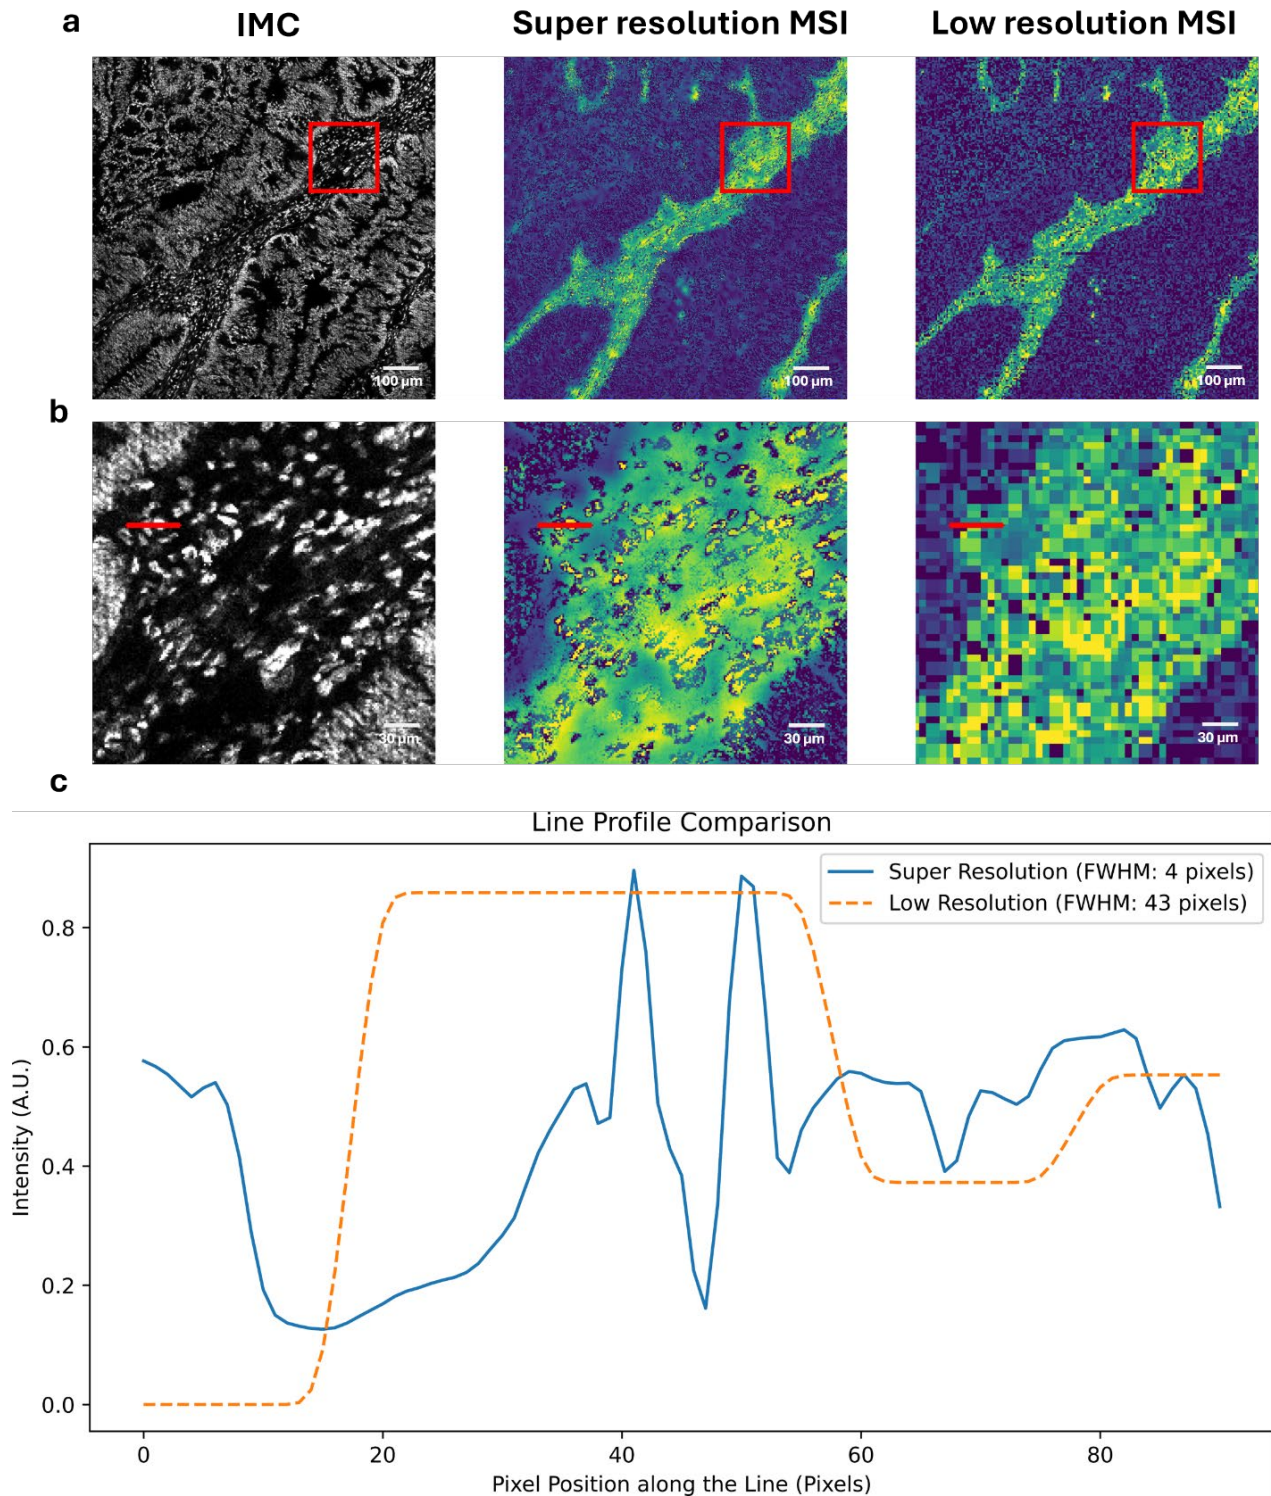 a
IMC
Super resolution MSI
Low resolution MSI
100 µm
100 µm
100 µm
b
30 µm
30 µm
30 µm
c
Line Profile Comparison
Super Resolution (FWHM: 4 pixels)
Low Resolution (FWHM: 43 pixels)
Intensity (A.U.)
0.8
0.6
0.4
0.2
0.0
0
20
40
60
80
Pixel Position along the Line (Pixels)